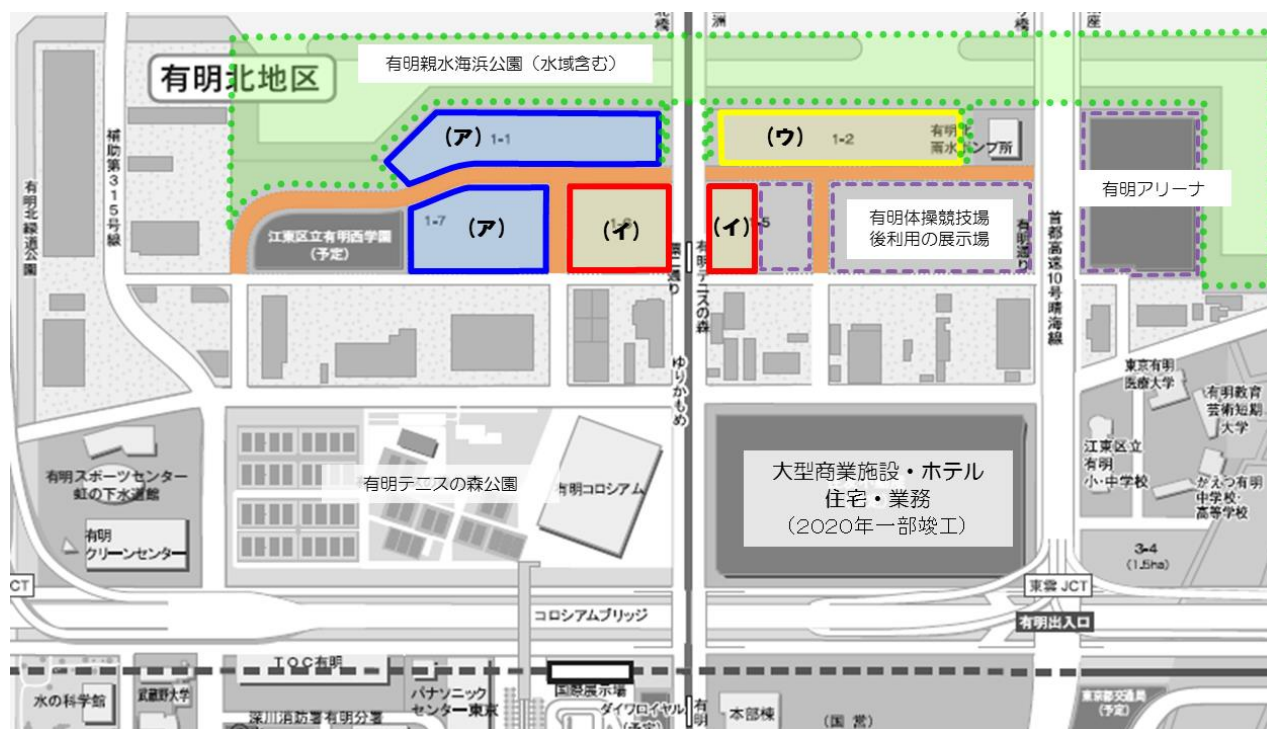 有明親水海浜公園（水域含む）
有明北地区
(ア) 1-1
(ウ) 1-2
有明北
雨水ポンプ所
補助第315号線
有明北緑道公園
江東区立有明西学園
(予定)
1-7 (ア)
(イ)
(イ)
有明体操競技場
後利用の展示場
有明通り
有明アリーナ
首都高速10号晴海線
環二通り
有明テニスの森
ゆりかもめ
東京有明
医療大学
有明教育
芸術短期
大学
江東区立
有明
小・中学校
かえつ有明
中学校・
高等学校
有明スポーツセンター
虹の下水道館
有明テニスの森公園
有明コロシアム
大型商業施設・ホテル
住宅・業務
（2020年一部竣工）
有明
クリーンセンター
3-4
(1.5ha)
CT
東雲 JCT
コロシアムブリッジ
有明出入口
TOC有明
国際展示場
水の科学館
武蔵野大学
パナソニック
センター東京
深川消防署有明分署
ダイワロイヤル
(予定)
有明
本部棟
(国営)
東京都交通局
(予定)